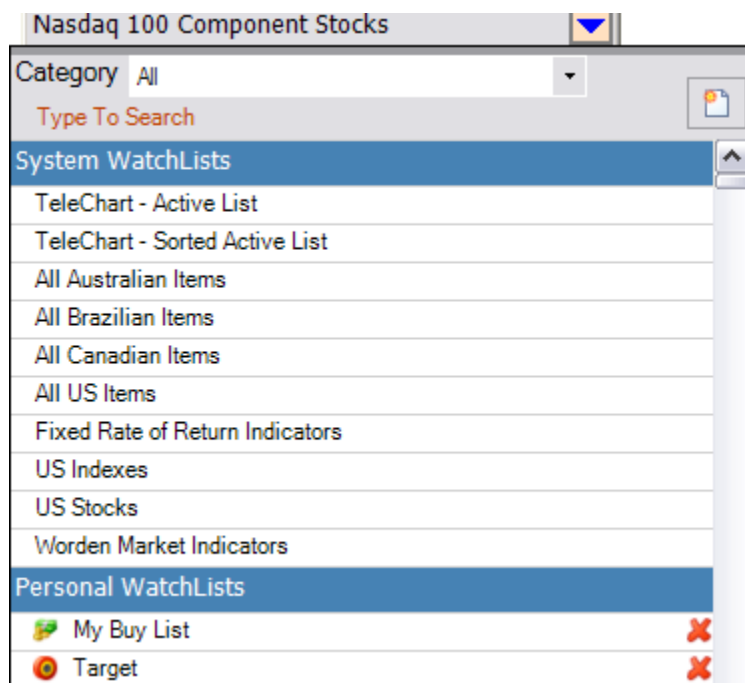 Nasdaq 100 Component Stocks
Category All
Type To Search
System WatchLists
TeleChart - Active List
TeleChart - Sorted Active List
All Australian Items
All Brazilian Items
All Canadian Items
All US Items
Fixed Rate of Return Indicators
US Indexes
US Stocks
Worden Market Indicators
Personal WatchLists
My Buy List
Target